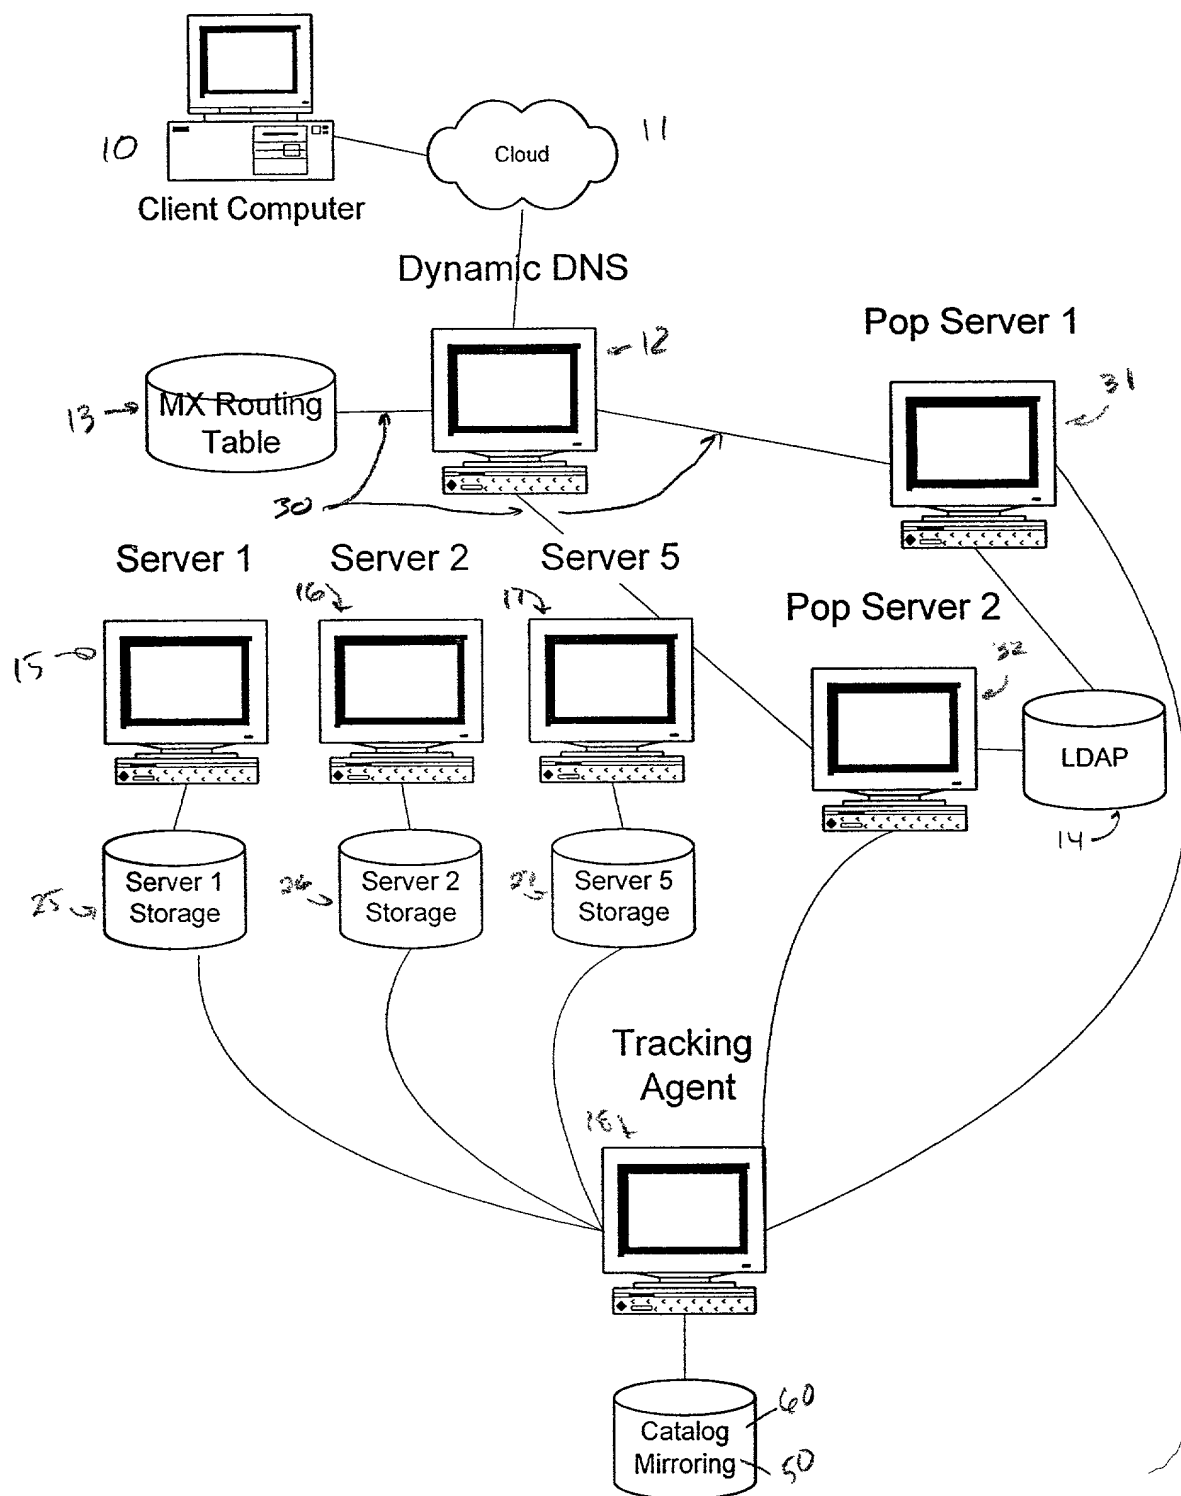 10
Client Computer
Cloud
11
Dynamic DNS
12
Pop Server 1
31
13
MX Routing
Table
30
Server 1
Server 2
Server 5
16
17
Pop Server 2
15
32
LDAP
14
Server 1
Storage
25
Server 2
Storage
26
Server 5
Storage
Tracking
Agent
18
Catalog
Mirroring
60
50